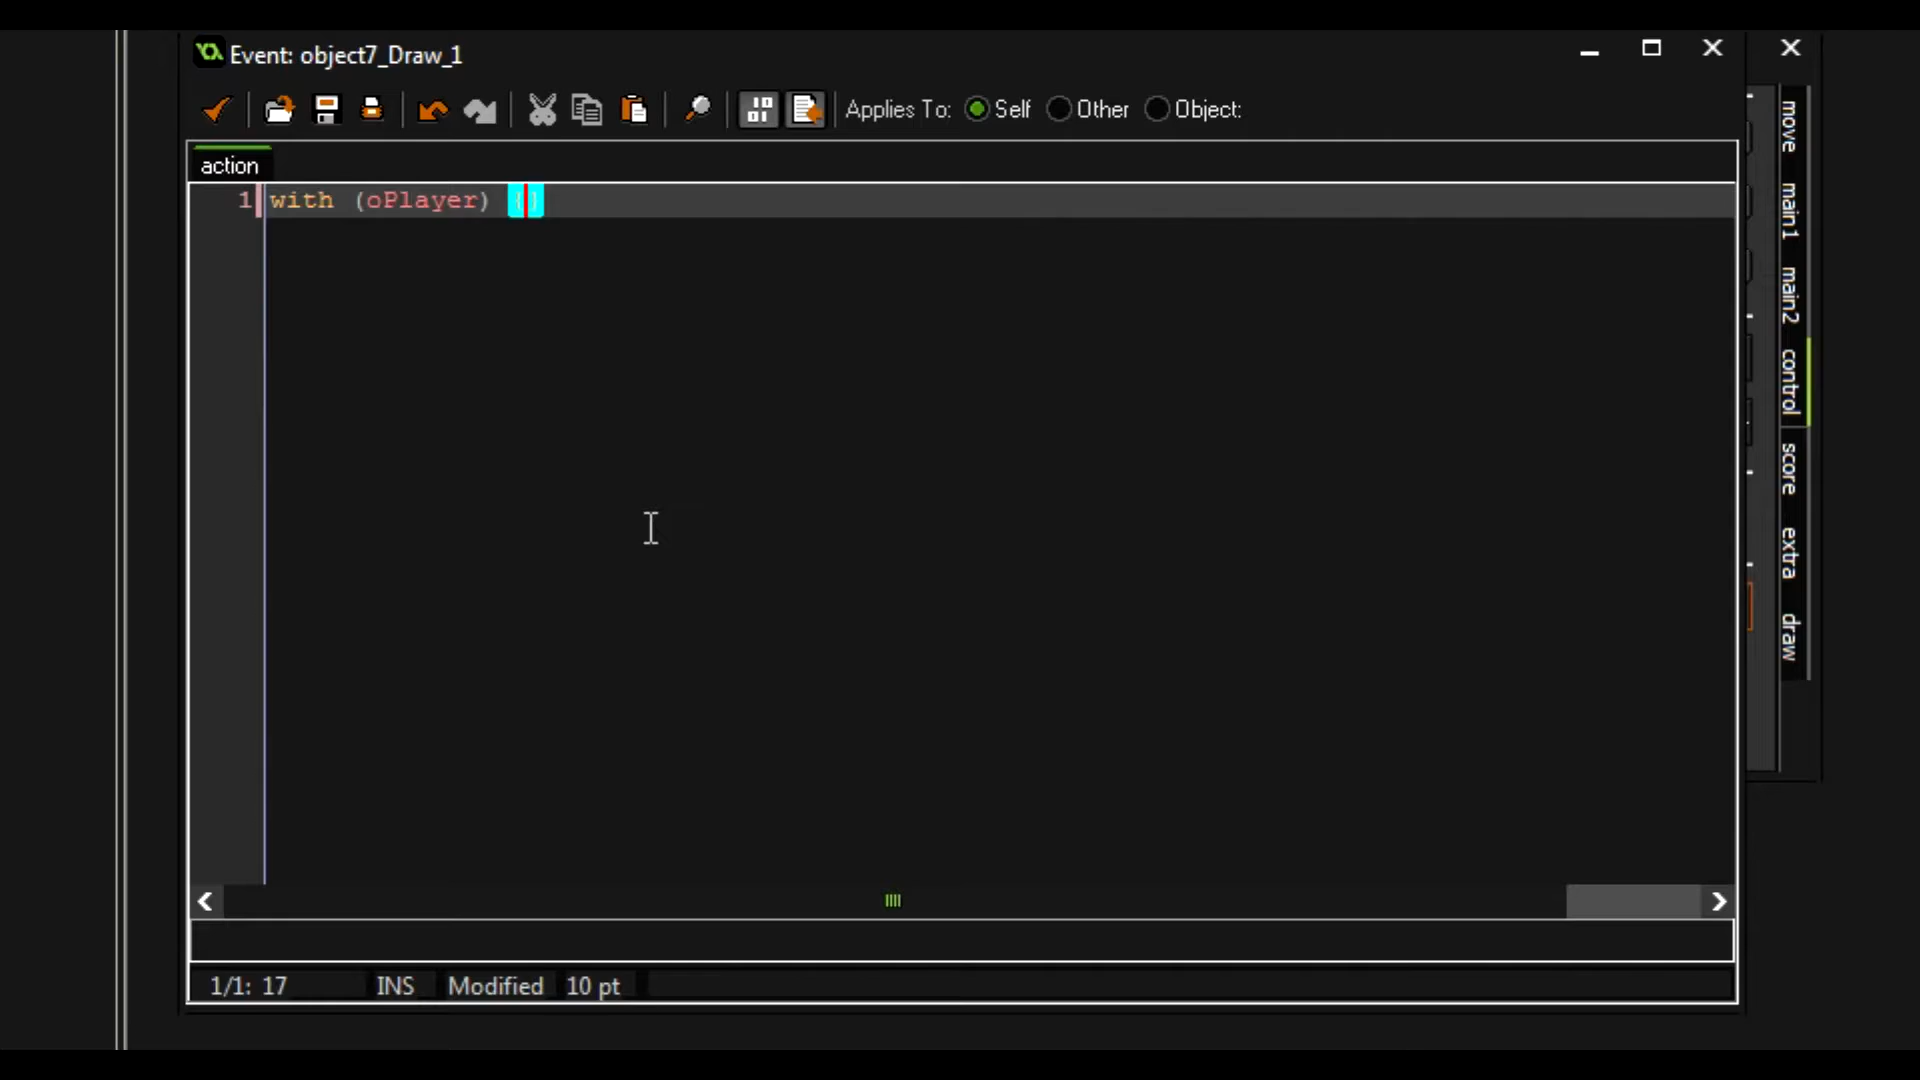 Event: object7_Draw_1
Applies To: Self Other Object:
action
1 with (oPlayer) {}
move
main1
main2
control
score
extra
draw
1/1: 17 INS Modified 10 pt